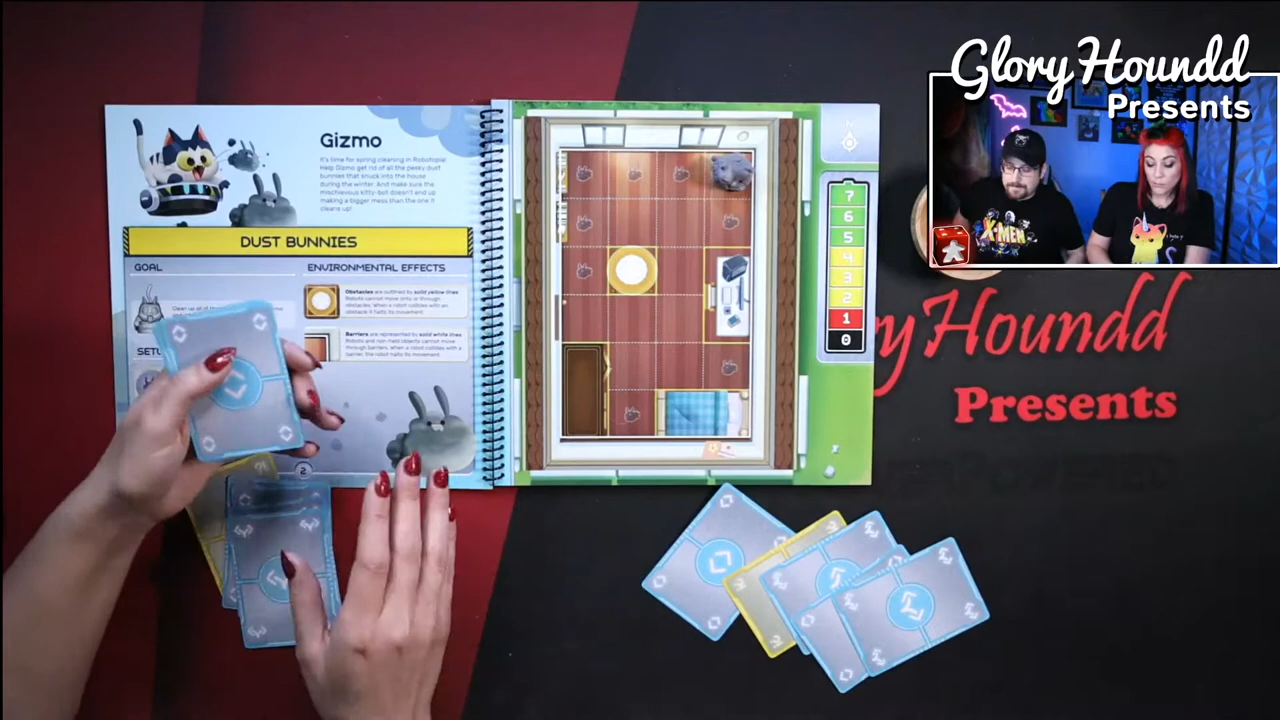 Glory Houndd
Presents
Gizmo
It's time for spring cleaning in Robotopia!
Help Gizmo get rid of all the pesky dust
bunnies that snuck into the house
during the winter. And make sure the
mischievous kitty-bot doesn't end up
making a bigger mess than the one it
cleans up!
DUST BUNNIES
GOAL
ENVIRONMENTAL EFFECTS
Clean up all of
Obstacles are outlined by solid yellow lines.
Robots cannot move onto or through
obstacles. When a robot collides with an
obstacle it halts its movement.
Barriers are represented by solid white lines.
Robots and non-held objects cannot move
through barriers. When a robot collides with a
barrier, the robot halts its movement.
SETU
2
N
7
6
5
4
3
2
1
0
X-MEN
ry Houndd
Presents